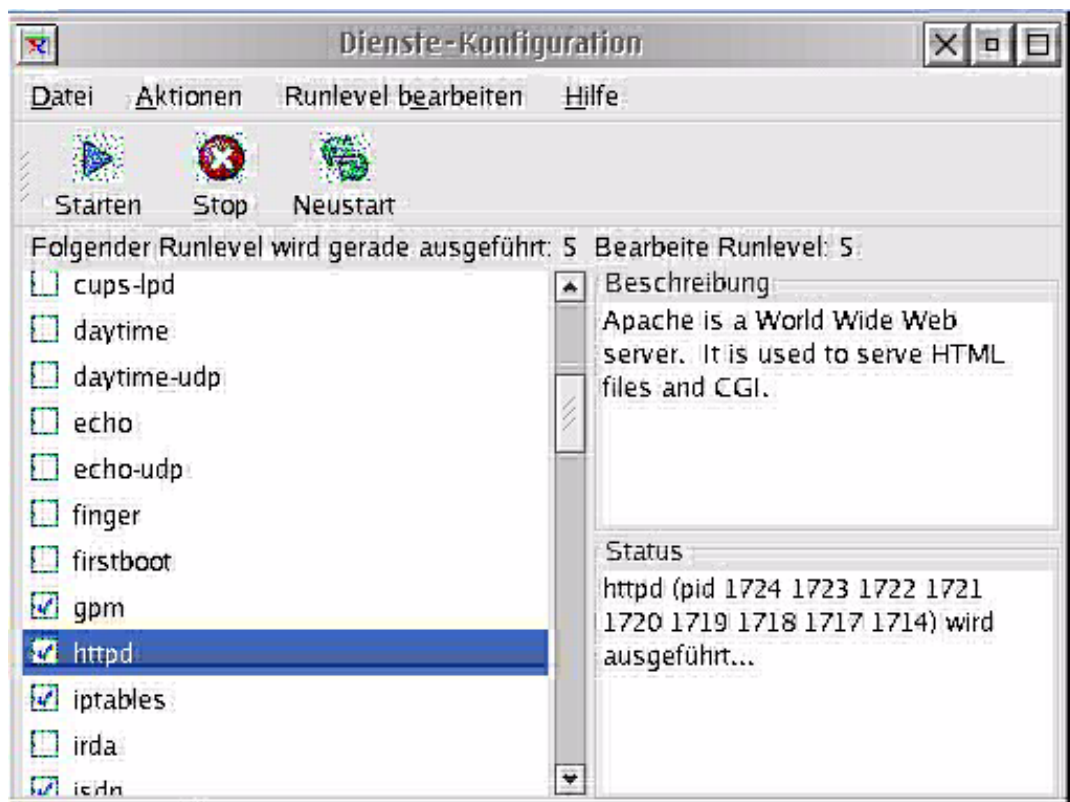 Dienste-Konfiguration
Datei Aktionen Runlevel bearbeiten Hilfe
Starten Stop Neustart
Folgender Runlevel wird gerade ausgeführt: 5 Bearbeite Runlevel: 5
cups-lpd
daytime
daytime-udp
echo
echo-udp
finger
firstboot
gpm
httpd
iptables
irda
isdn
Beschreibung
Apache is a World Wide Web
server. It is used to serve HTML
files and CGI.
Status
httpd (pid 1724 1723 1722 1721
1720 1719 1718 1717 1714) wird
ausgeführt...